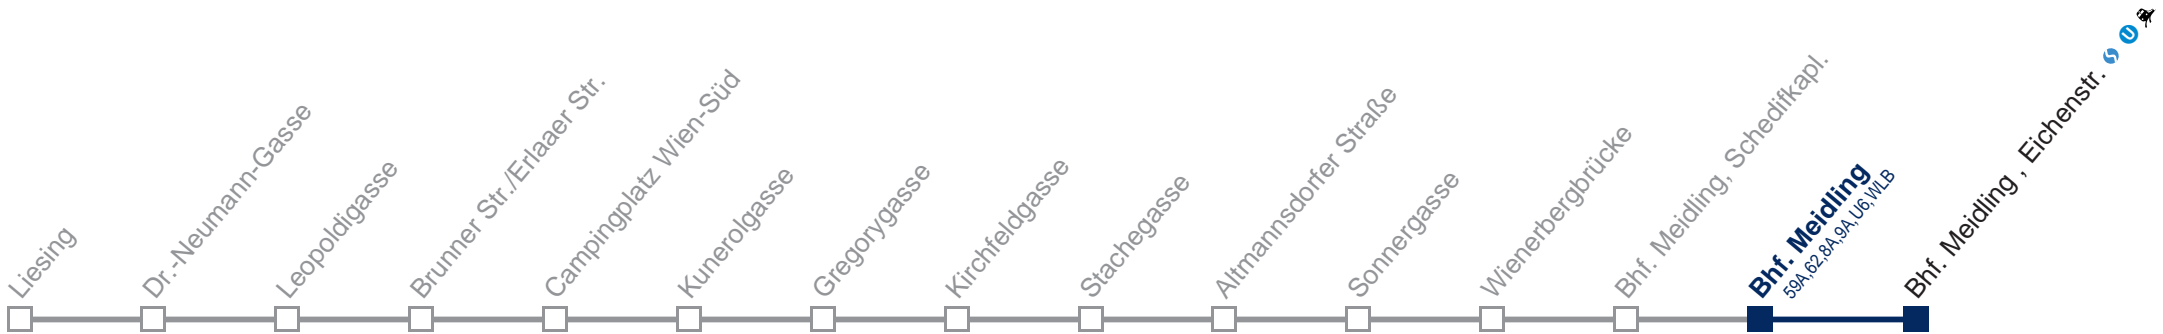 Liesing
Dr.-Neumann-Gasse
Leopoldigasse
Brunner Str./Erlaaer Str.
Campingplatz Wien-Süd
Kunerolgasse
Gregorygasse
Kirchfeldgasse
Stachegasse
Altmannsdorfer Straße
Sonnergasse
Wienerbergbrücke
Bhf. Meidling, Schedifkapl.
Bhf. Meidling
59A,62,8A,9A,U6,WLB
Bhf. Meidling , Eichenstr. S U